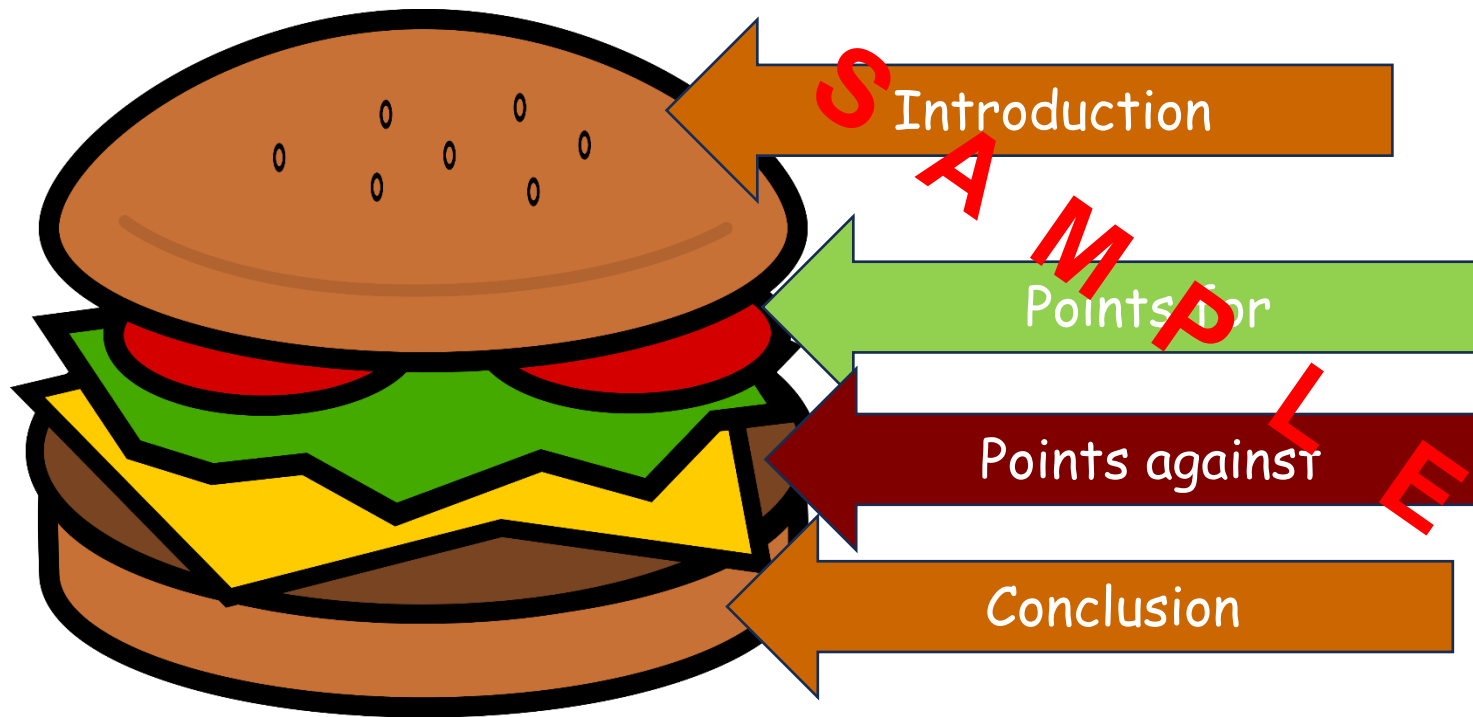 Introduction
Points for
Points against
Conclusion
SAMPLE